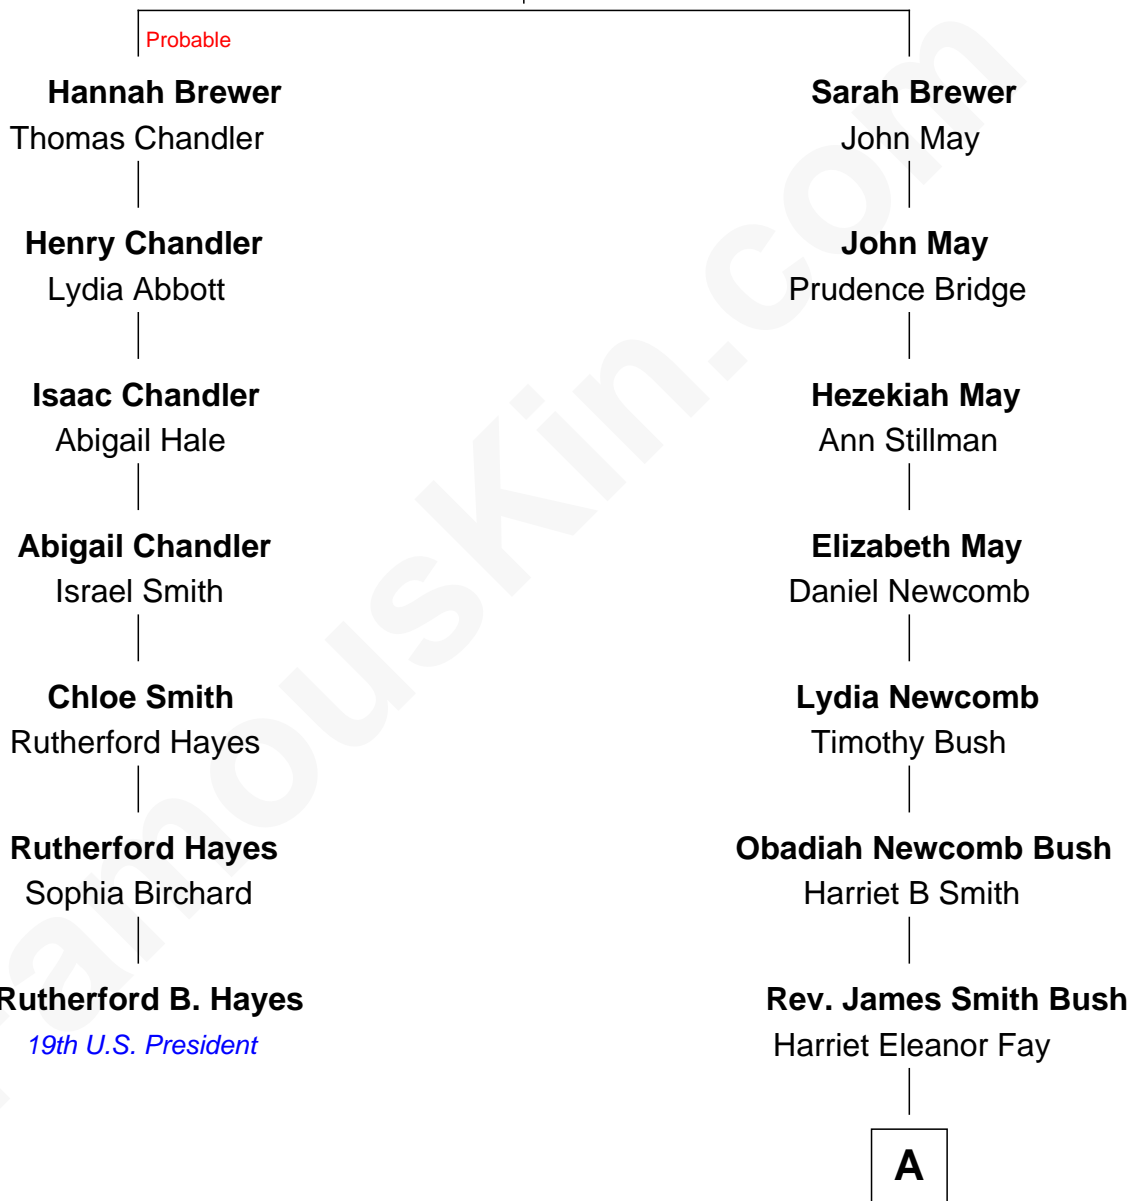 Probable
Hannah Brewer
Thomas Chandler
Henry Chandler
Lydia Abbott
Isaac Chandler
Abigail Hale
Abigail Chandler
Israel Smith
Chloe Smith
Rutherford Hayes
Rutherford Hayes
Sophia Birchard
Rutherford B. Hayes
19th U.S. President
Sarah Brewer
John May
John May
Prudence Bridge
Hezekiah May
Ann Stillman
Elizabeth May
Daniel Newcomb
Lydia Newcomb
Timothy Bush
Obadiah Newcomb Bush
Harriet B Smith
Rev. James Smith Bush
Harriet Eleanor Fay
A
FamousKin.com